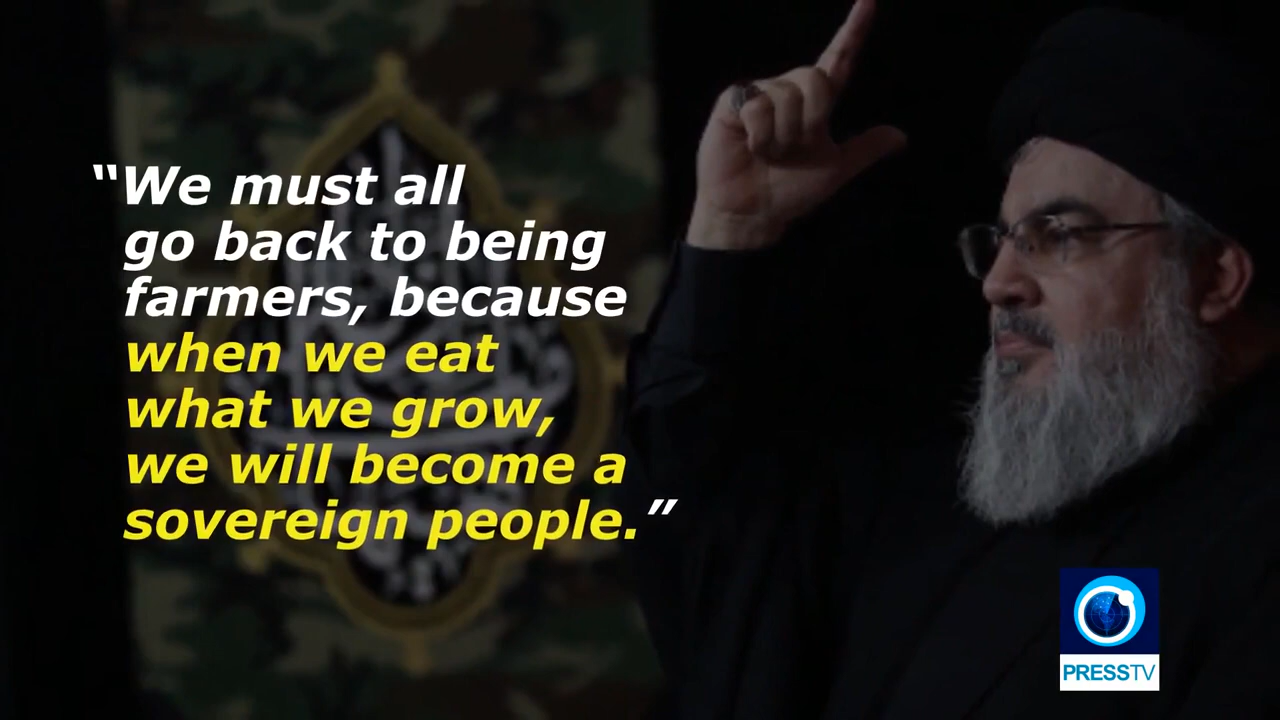 “We must all
go back to being
farmers, because
when we eat
what we grow,
we will become a
sovereign people.”
PRESSTV